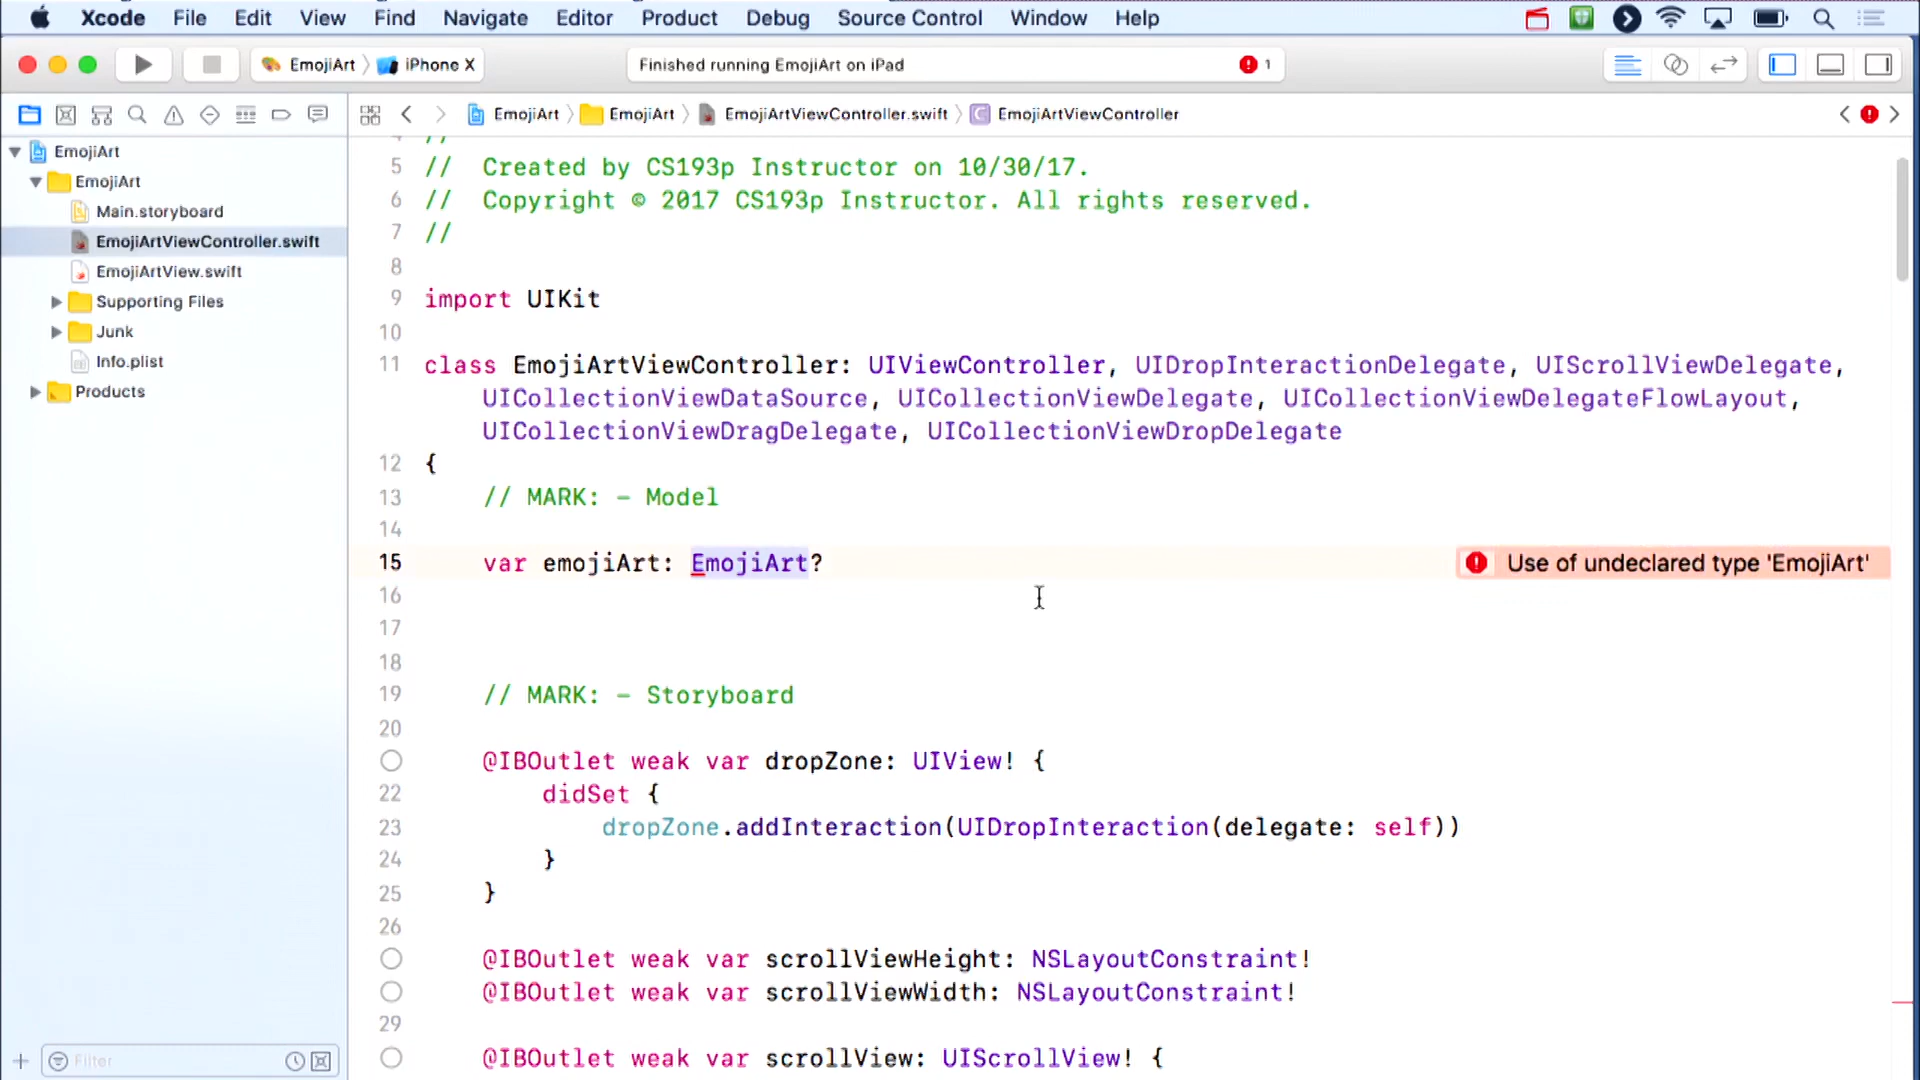 Xcode File Edit View Find Navigate Editor Product Debug Source Control Window Help
EmojiArt iPhone X Finished running EmojiArt on iPad 1
EmojiArt EmojiArt EmojiArtViewController.swift C EmojiArtViewController
EmojiArt
EmojiArt
Main.storyboard
EmojiArtViewController.swift
EmojiArtView.swift
Supporting Files
Junk
Info.plist
Products
Filter
//
5 // Created by CS193p Instructor on 10/30/17.
6 // Copyright © 2017 CS193p Instructor. All rights reserved.
7 //
8
9 import UIKit
10
11 class EmojiArtViewController: UIViewController, UIDropInteractionDelegate, UIScrollViewDelegate,
UICollectionViewDataSource, UICollectionViewDelegate, UICollectionViewDelegateFlowLayout,
UICollectionViewDragDelegate, UICollectionViewDropDelegate
12 {
13 // MARK: - Model
14
15 var emojiArt: EmojiArt? Use of undeclared type 'EmojiArt'
16
17
18
19 // MARK: - Storyboard
20
@IBOutlet weak var dropZone: UIView! {
22 didSet {
23 dropZone.addInteraction(UIDropInteraction(delegate: self))
24 }
25 }
26
@IBOutlet weak var scrollViewHeight: NSLayoutConstraint!
@IBOutlet weak var scrollViewWidth: NSLayoutConstraint!
29
@IBOutlet weak var scrollView: UIScrollView! {